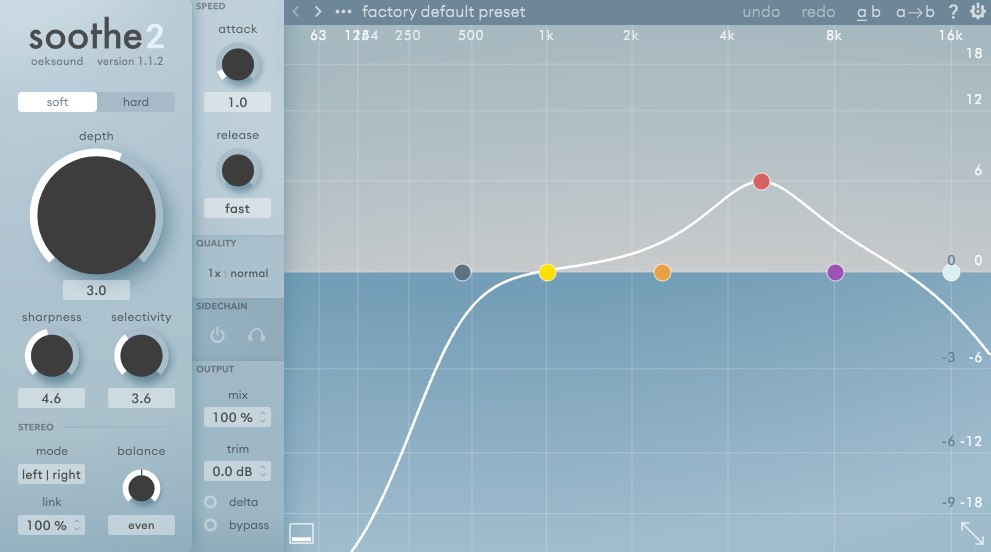 soothe2
oeksound version 1.1.2
soft hard
depth
3.0
sharpness selectivity
4.6 3.6
STEREO
mode balance
left | right
link
100 % even
SPEED
attack
1.0
release
fast
QUALITY
1x | normal
SIDECHAIN
OUTPUT
mix
100 %
trim
0.0 dB
delta
bypass
factory default preset undo redo a b a→b ?
63 125 250 500 1k 2k 4k 8k 16k
18
12
6
0 0
-3 -6
-6 -12
-9 -18